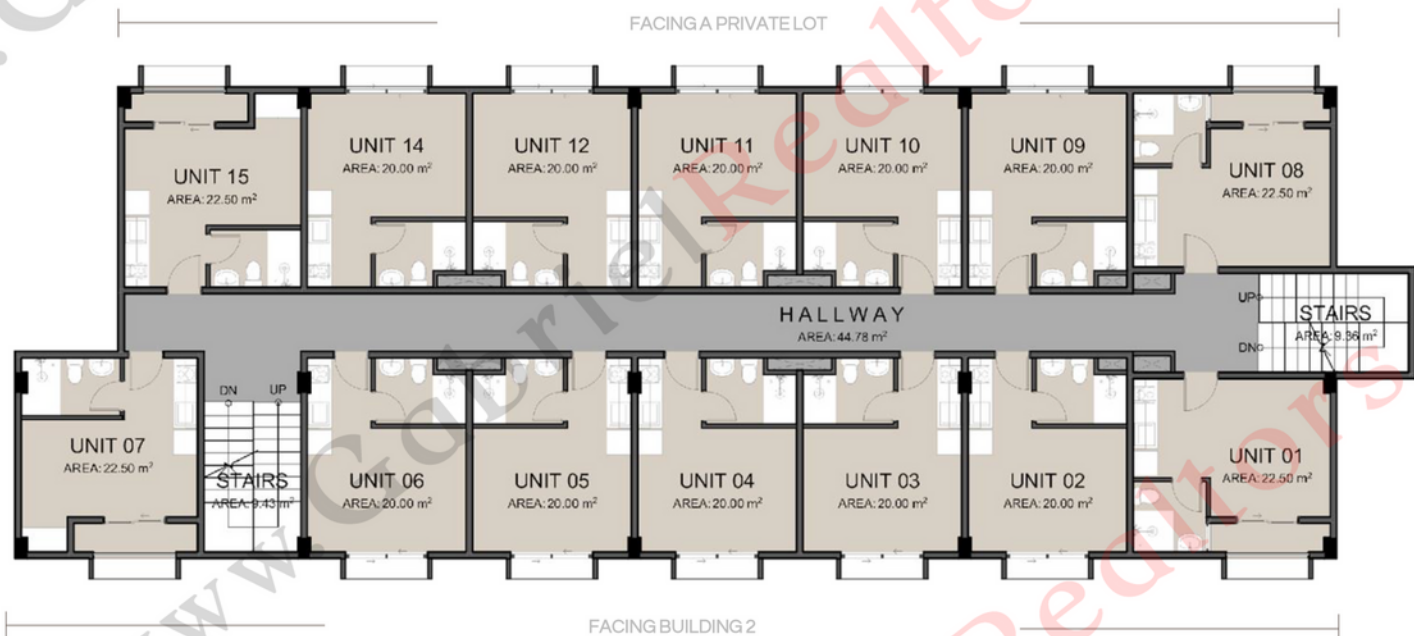 FACING A PRIVATE LOT
UNIT 15
AREA: 22.50 m²
UNIT 14
AREA: 20.00 m²
UNIT 12
AREA: 20.00 m²
UNIT 11
AREA: 20.00 m²
UNIT 10
AREA: 20.00 m²
UNIT 09
AREA: 20.00 m²
UNIT 08
AREA: 22.50 m²
HALLWAY
AREA: 44.78 m²
UP
DN
STAIRS
AREA: 9.36 m²
UNIT 07
AREA: 22.50 m²
DN
UP
STAIRS
AREA: 9.43 m²
UNIT 06
AREA: 20.00 m²
UNIT 05
AREA: 20.00 m²
UNIT 04
AREA: 20.00 m²
UNIT 03
AREA: 20.00 m²
UNIT 02
AREA: 20.00 m²
UNIT 01
AREA: 22.50 m²
FACING BUILDING 2
www.GabrielRealtors
Realtors